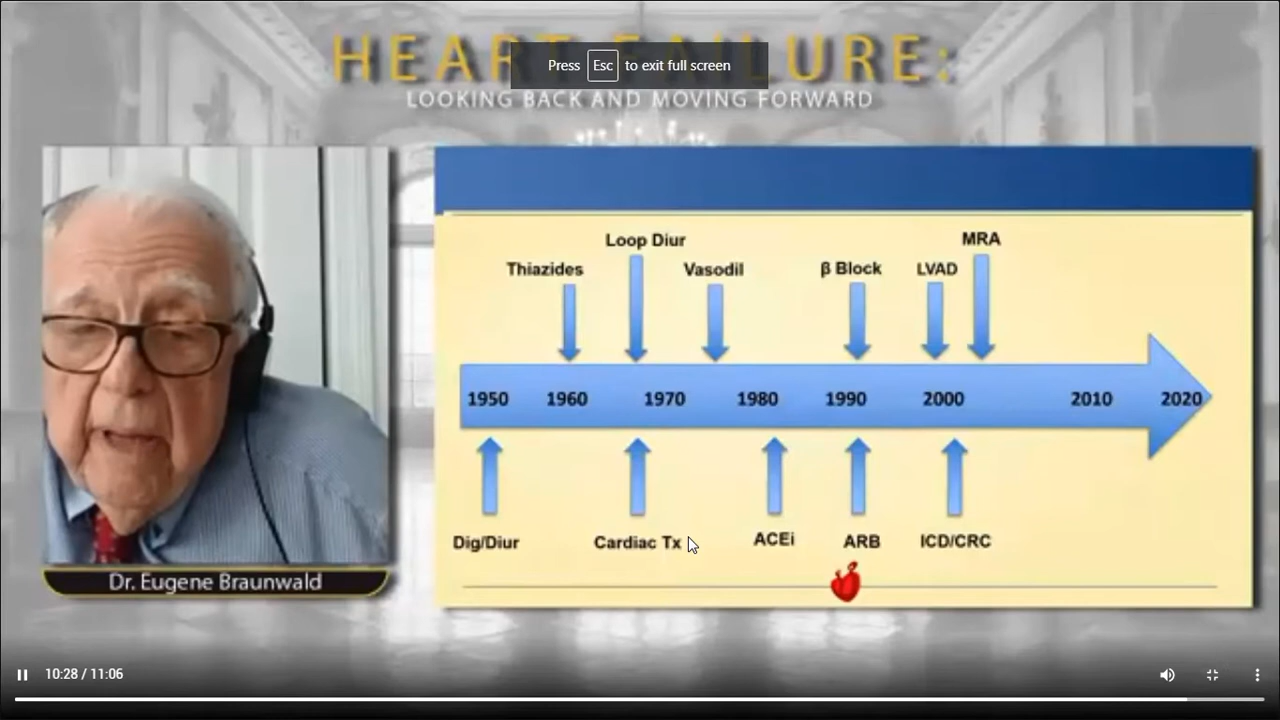 HEART FAILURE:
Press Esc to exit full screen
LOOKING BACK AND MOVING FORWARD
Loop Diur
MRA
Thiazides
Vasodil
β Block
LVAD
1950 1960 1970 1980 1990 2000 2010 2020
Dig/Diur
Cardiac Tx
ACEi
ARB
ICD/CRC
Dr. Eugene Braunwald
10:28 / 11:06